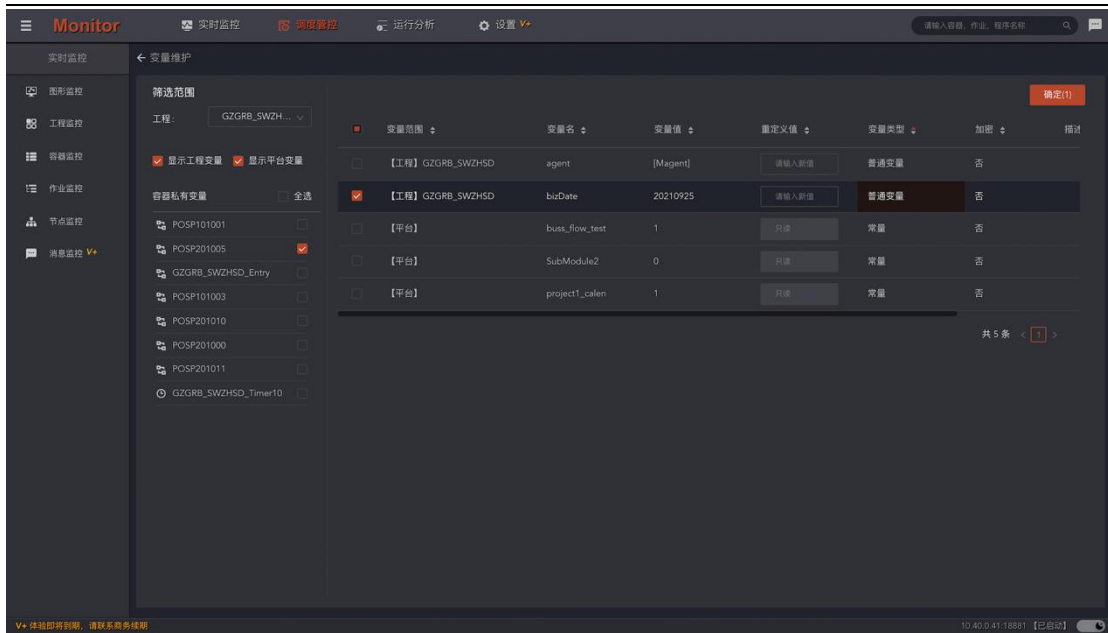 Monitor 实时监控 调度管控 运行分析 设置 V+ 请输入容器、作业、程序名称
实时监控
图形监控
工程监控
容器监控
作业监控
节点监控
消息监控 V+
变量维护
筛选范围
工程: GZGRB_SWZH...
显示工程变量 显示平台变量
容器私有变量 全选
POSP101001
POSP201005
GZGRB_SWZHSD_Entry
POSP101003
POSP201010
POSP201000
POSP201011
GZGRB_SWZHSD_Timer10
确定(1)
变量范围 变量名 变量值 重定义值 变量类型 加密 描述
【工程】GZGRB_SWZHSD agent [Magent] 请输入新值 普通变量 否
【工程】GZGRB_SWZHSD bizDate 20210925 请输入新值 普通变量 否
【平台】 buss_flow_test 1 只读 常量 否
【平台】 SubModule2 0 只读 常量 否
【平台】 project1_calen 1 只读 常量 否
共 5 条 < 1 >
V+ 体验即将到期，请联系商务续期 10.40.0.41:18881 【已启动】